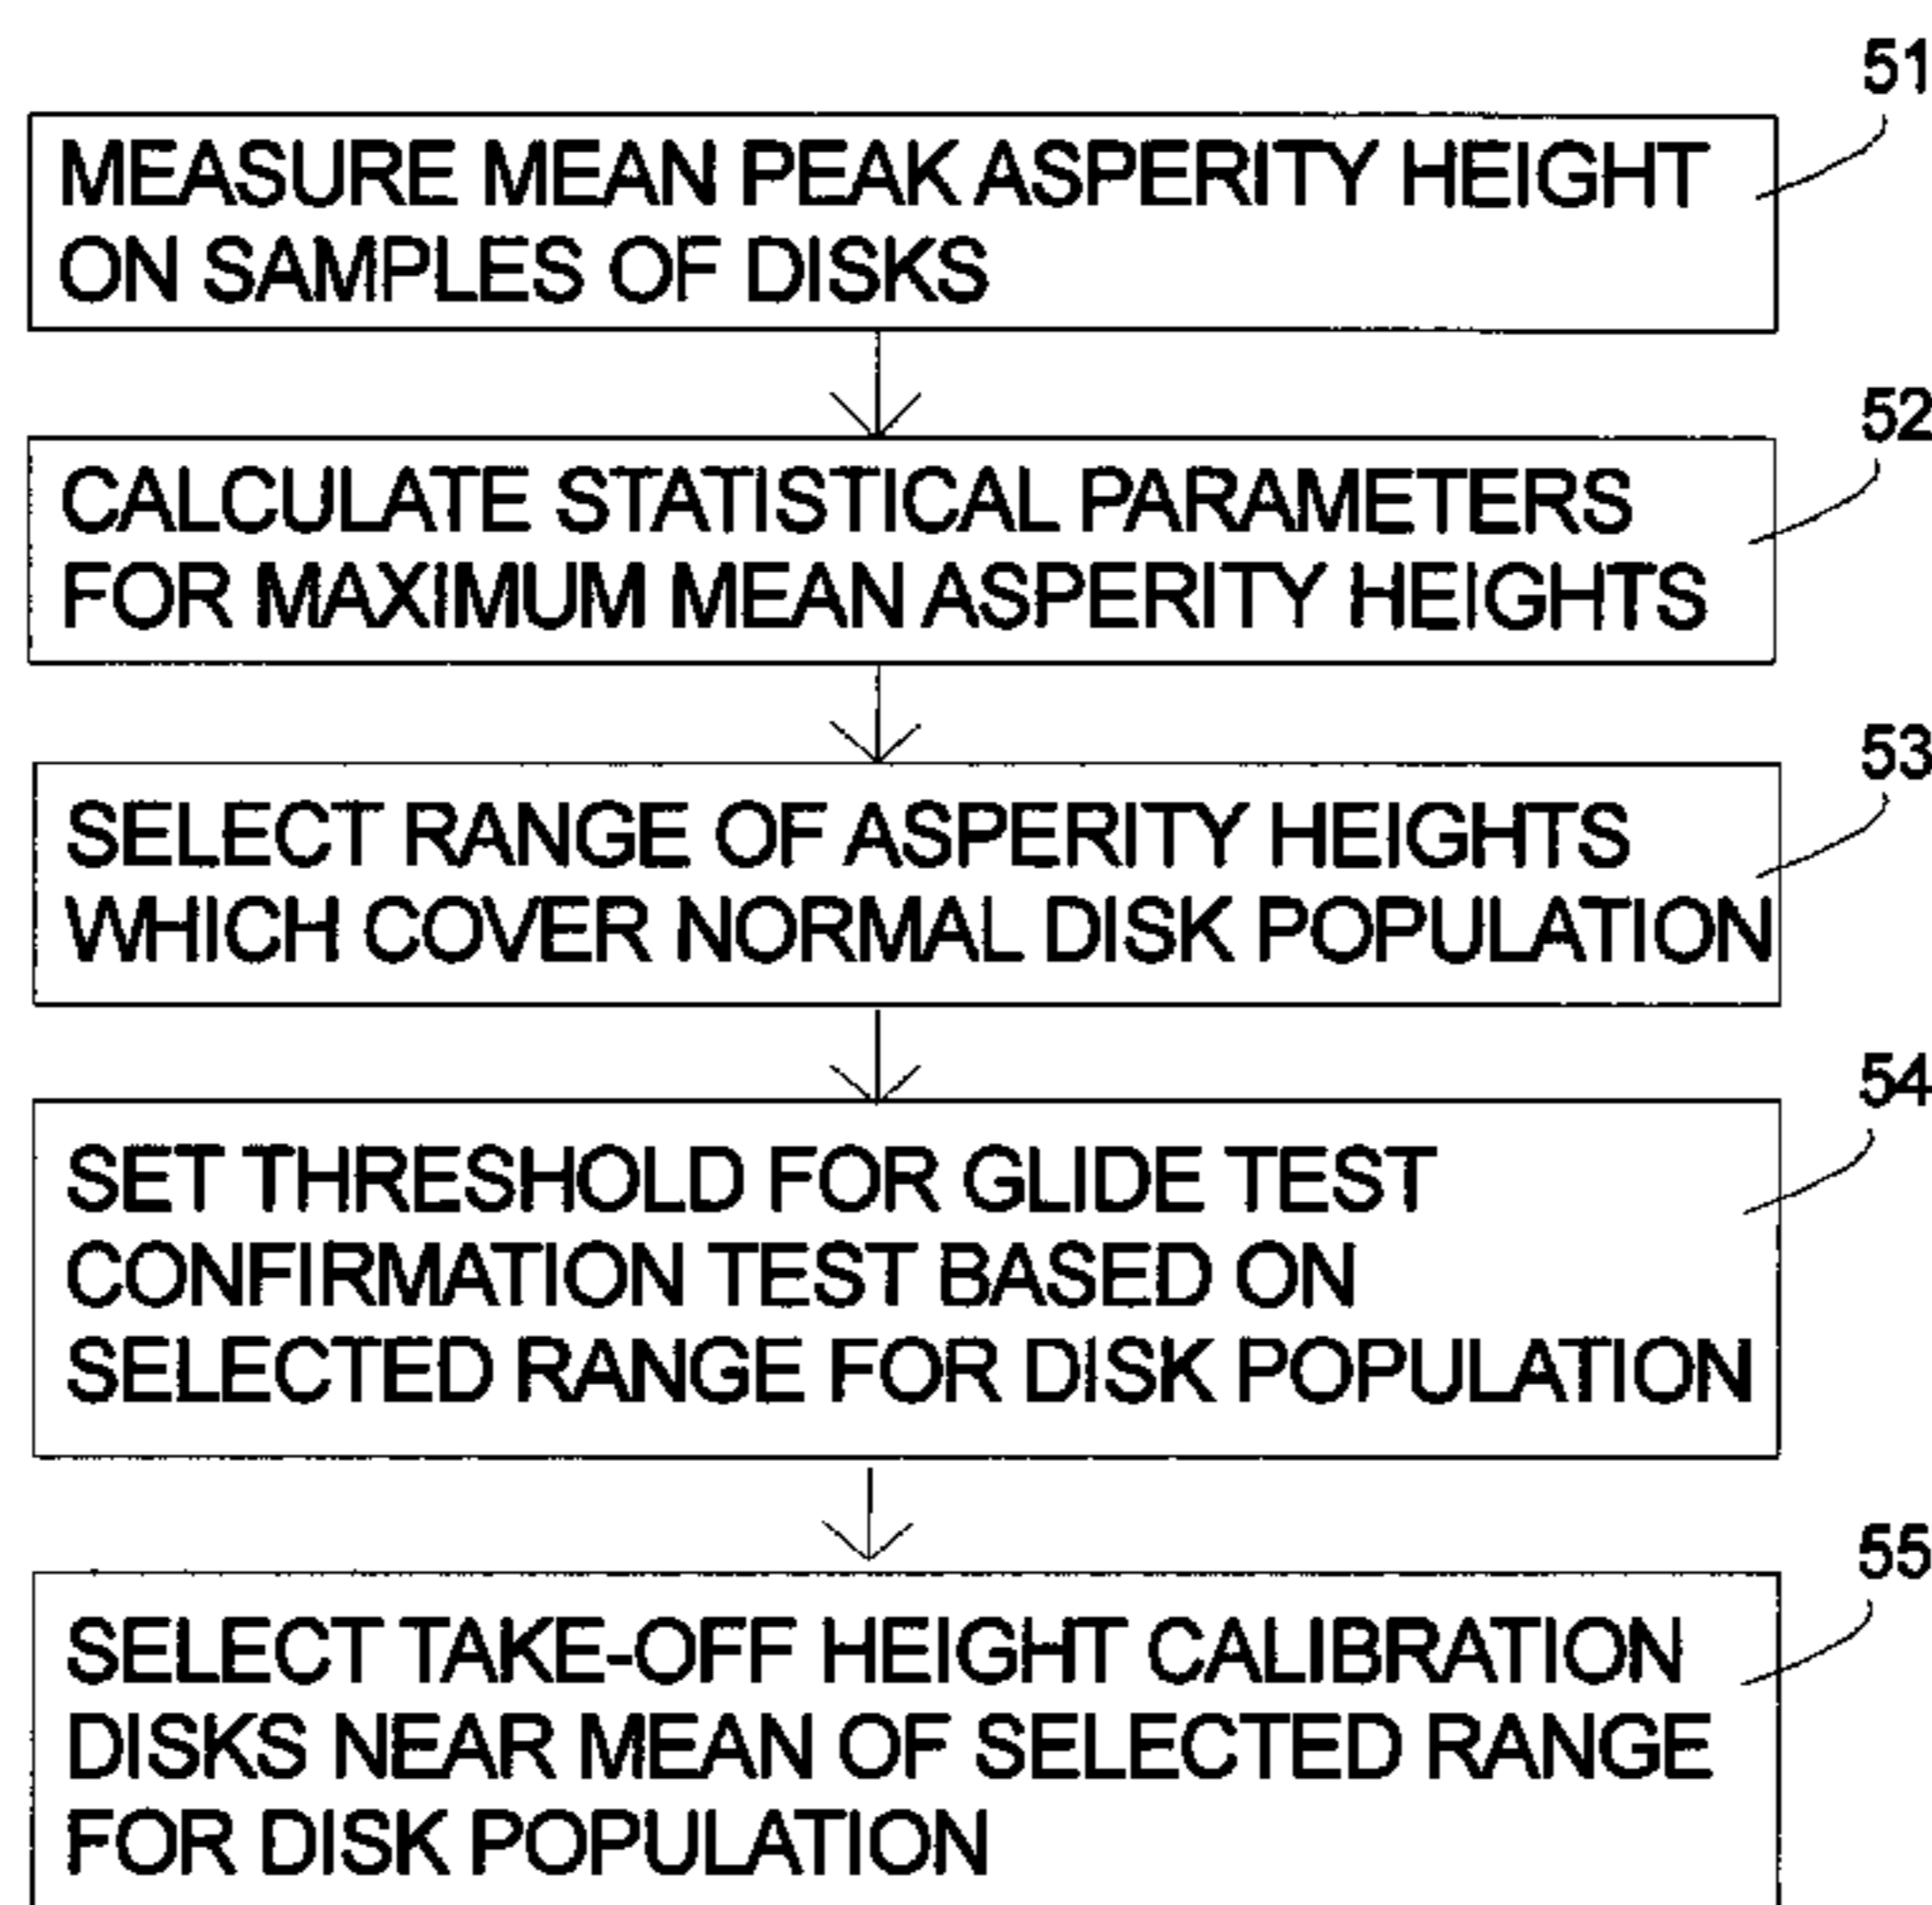 51
MEASURE MEAN PEAK ASPERITY HEIGHT
ON SAMPLES OF DISKS
52
CALCULATE STATISTICAL PARAMETERS
FOR MAXIMUM MEAN ASPERITY HEIGHTS
53
SELECT RANGE OF ASPERITY HEIGHTS
WHICH COVER NORMAL DISK POPULATION
54
SET THRESHOLD FOR GLIDE TEST
CONFIRMATION TEST BASED ON
SELECTED RANGE FOR DISK POPULATION
55
SELECT TAKE-OFF HEIGHT CALIBRATION
DISKS NEAR MEAN OF SELECTED RANGE
FOR DISK POPULATION